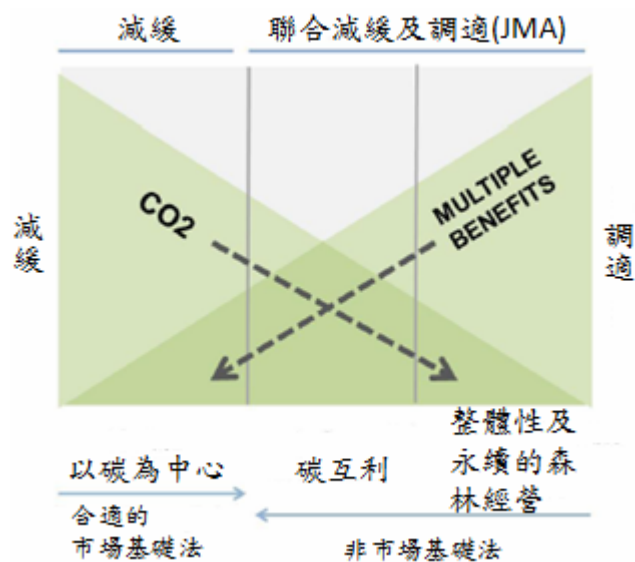 減緩
聯合減緩及調適(JMA)
CO2
MULTIPLE
BENEFITS
減緩
調適
以碳為中心
碳互利
整體性及
永續的森
林經營
合適的
市場基礎法
非市場基礎法